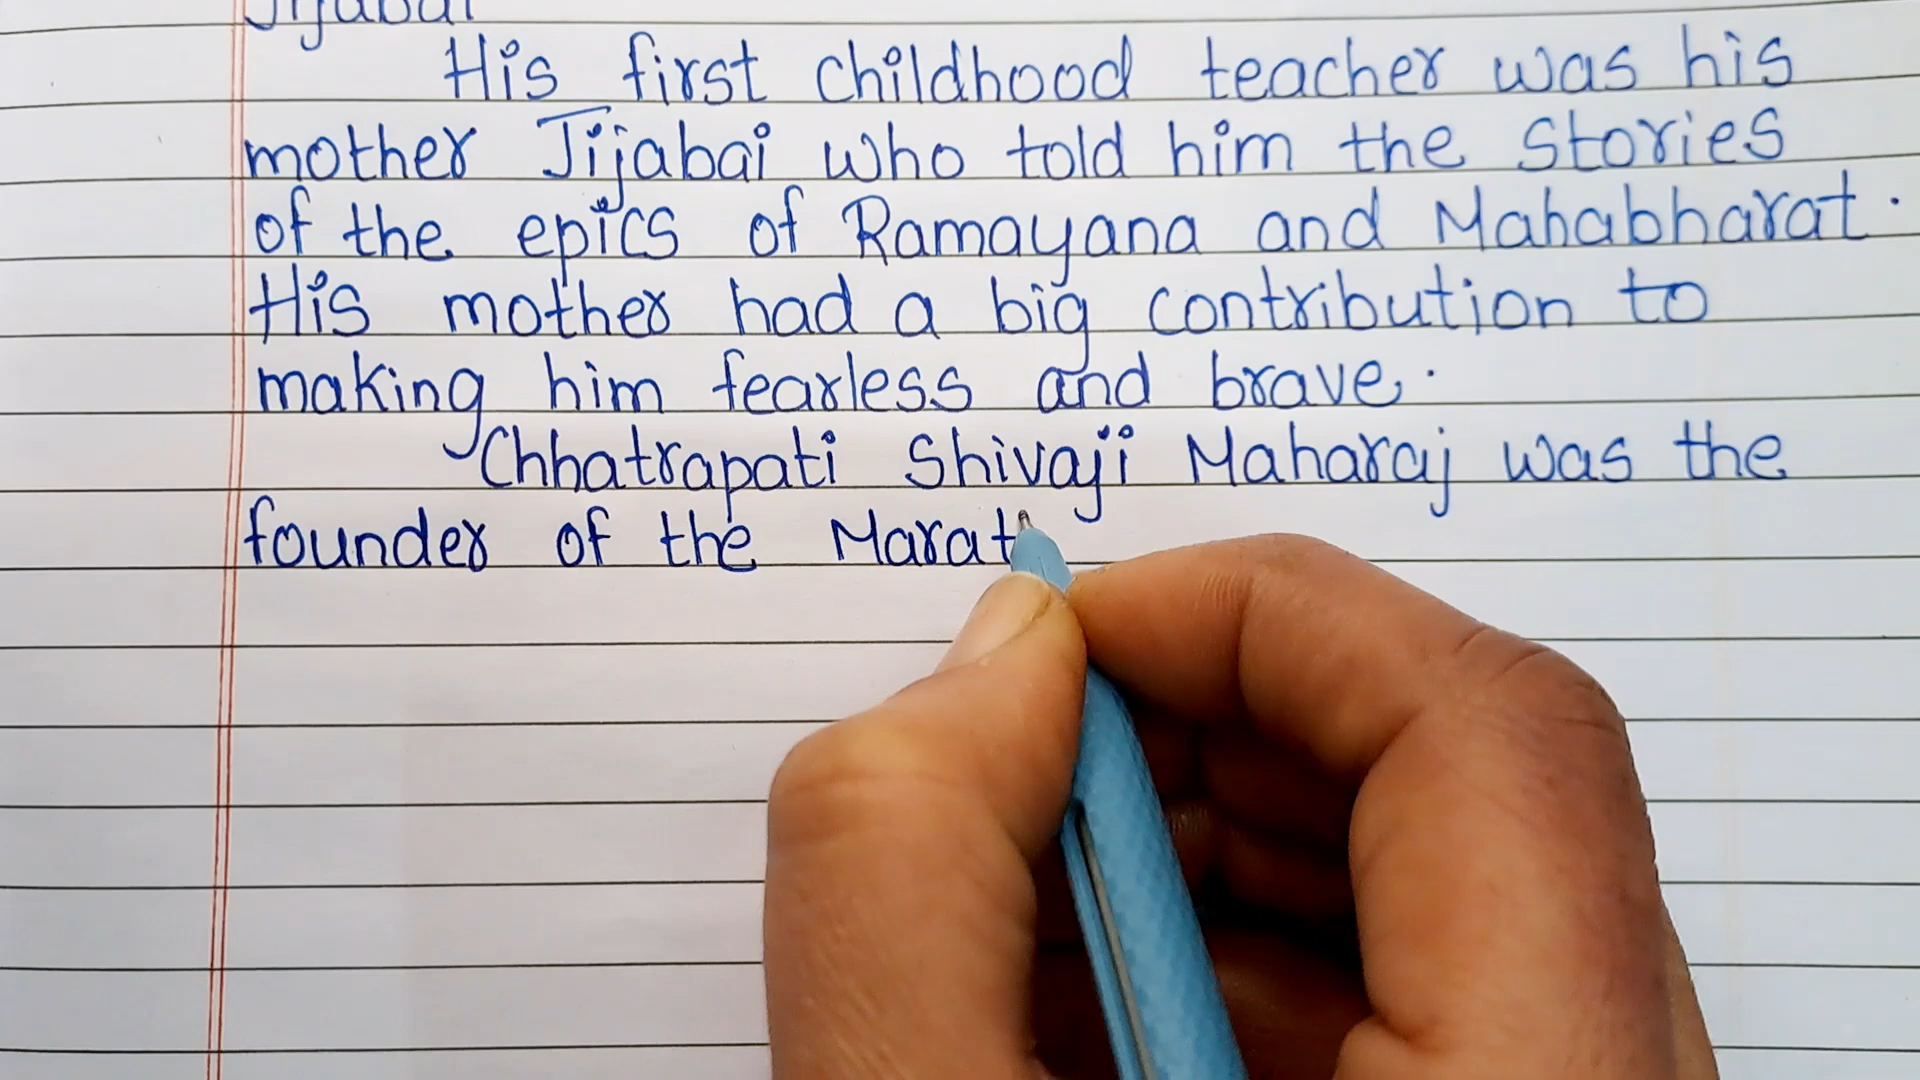 Jijabai
His first childhood teacher was his
mother Jijabai who told him the stories
of the epics of Ramayana and Mahabharat.
His mother had a big contribution to
making him fearless and brave.
Chhatrapati Shivaji Maharaj was the
founder of the Marat